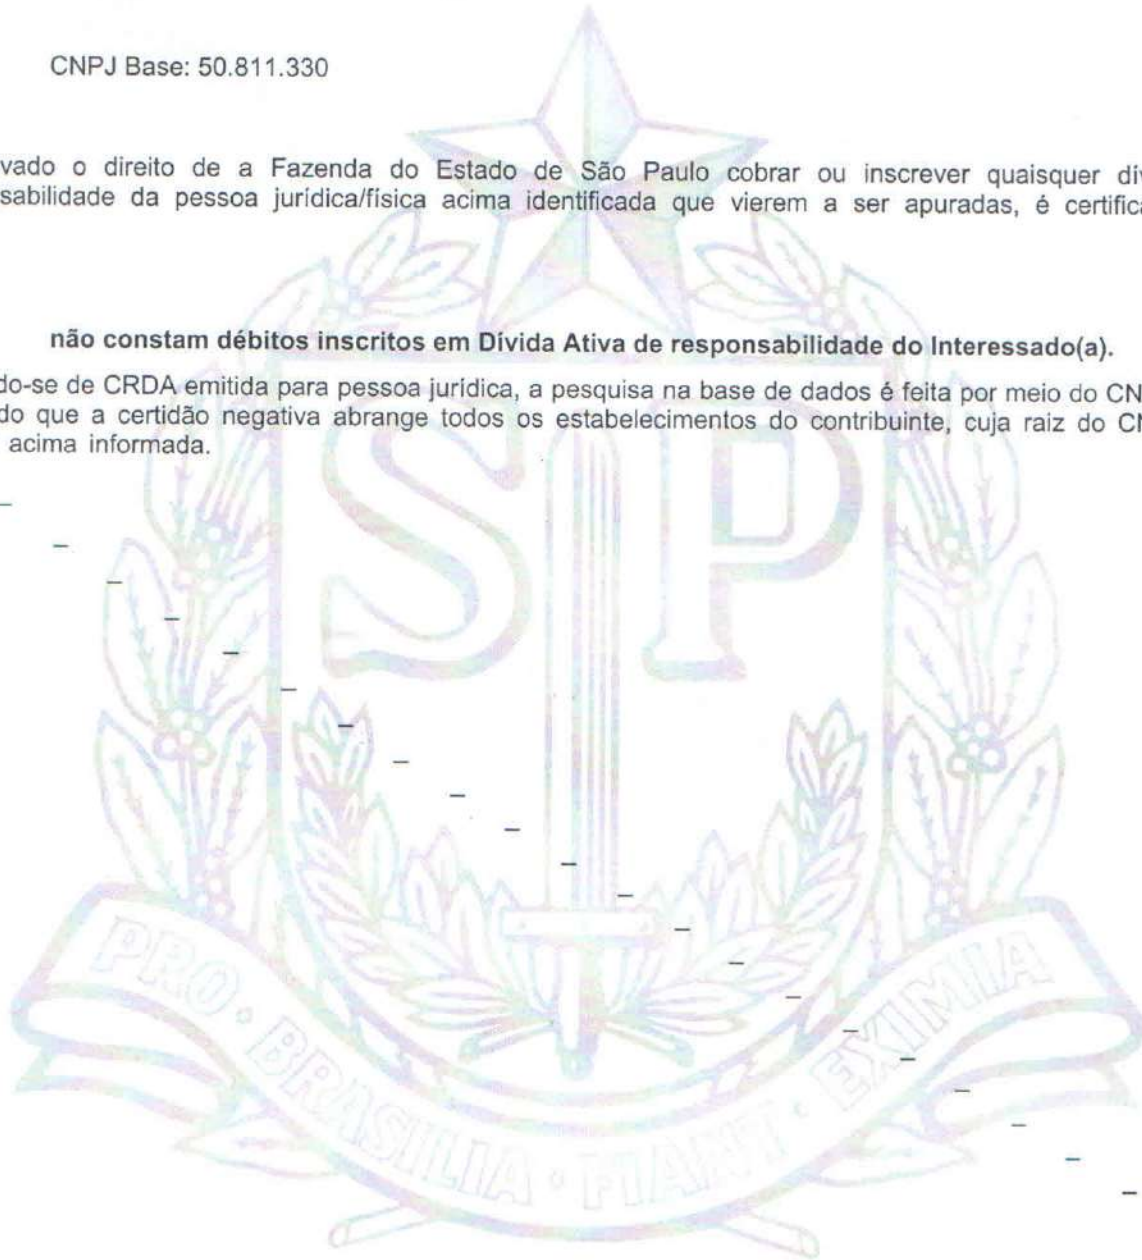 CNPJ Base: 50.811.330
vado o direito de a Fazenda do Estado de São Paulo cobrar ou inscrever quaisquer dív
sabilidade da pessoa jurídica/física acima identificada que vierem a ser apuradas, é certifica
não constam débitos inscritos em Dívida Ativa de responsabilidade do Interessado(a).
do-se de CRDA emitida para pessoa jurídica, a pesquisa na base de dados é feita por meio do CN
do que a certidão negativa abrange todos os estabelecimentos do contribuinte, cuja raiz do CN
acima informada.
SP
PRO • BRASILIA • FIANT • EXIMIA